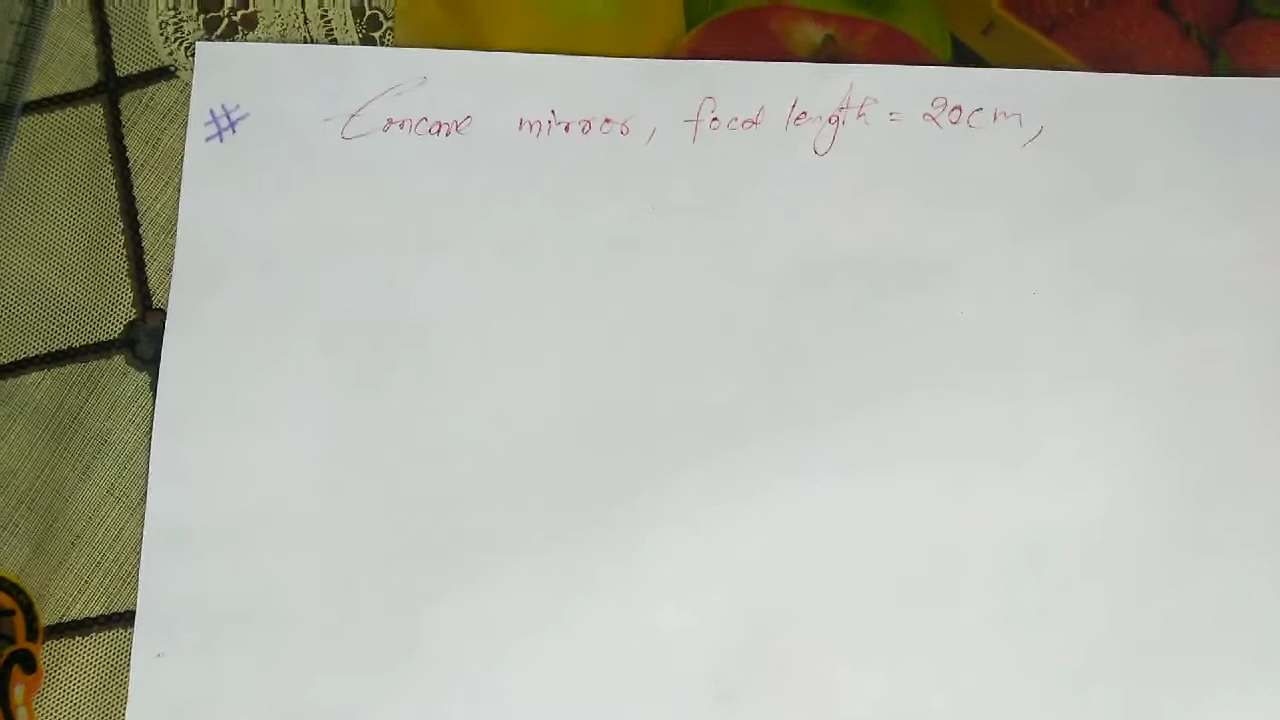 # Concave mirror, focal length = 20cm,